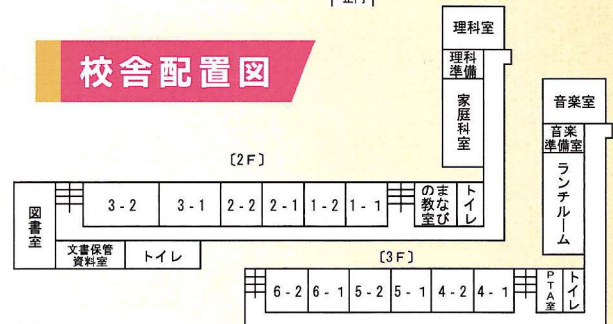 正門
校舎配置図
理科室
理科
準備
家庭科室
音楽室
音楽
準備室
ランチルーム
〔2F〕
図書室
3-2
3-1
2-2
2-1
1-2
1-1
まなび
の教室
トイレ
文書保管
資料室
トイレ
〔3F〕
6-2
6-1
5-2
5-1
4-2
4-1
PTA室
トイレ